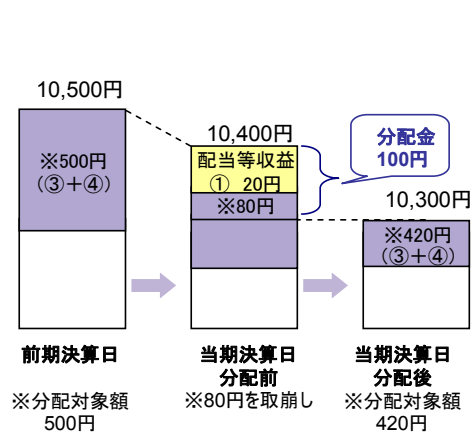 10,500円
※500円
(③+④)
前期決算日
※分配対象額
500円
10,400円
配当等収益
① 20円
※80円
当期決算日
分配前
※80円を取崩し
分配金
100円
10,300円
※420円
(③+④)
当期決算日
分配後
※分配対象額
420円